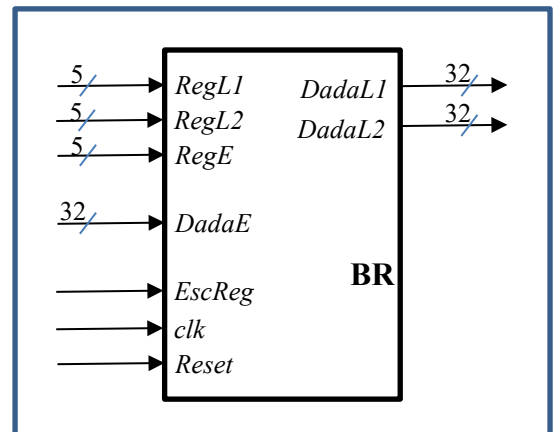 5 RegL1 DadaL1 32
5 RegL2 DadaL2 32
5 RegE
32 DadaE
BR
EscReg
clk
Reset